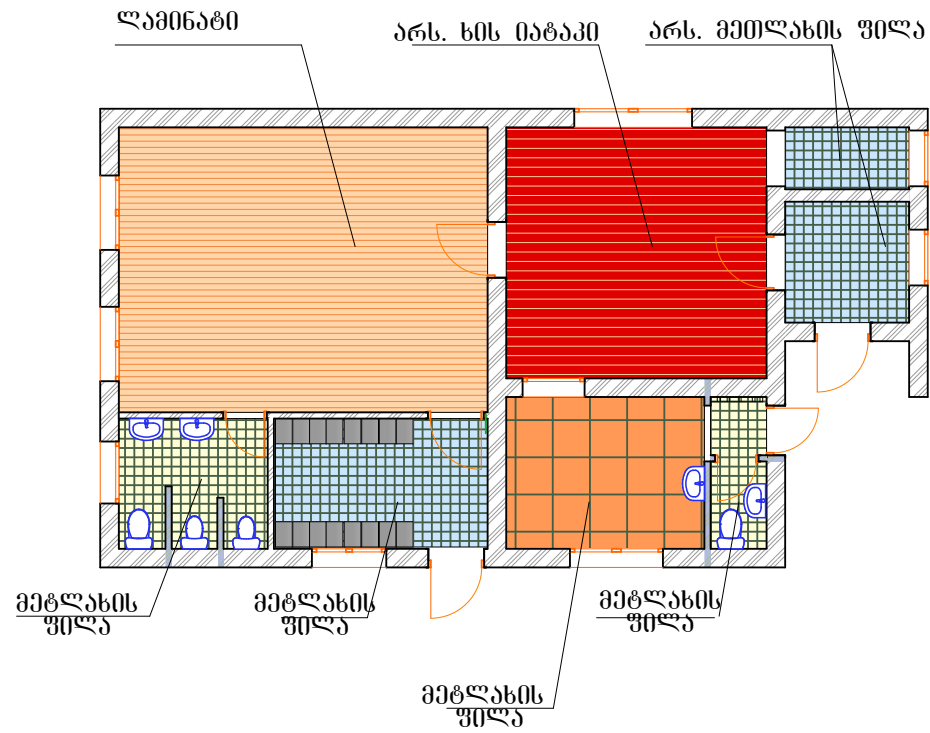 ლამინატი
არს. ხის იატაკი
არს. მეთლახის ფილა
მეტლახის
ფილა
მეტლახის
ფილა
მეტლახის
ფილა
მეტლახის
ფილა